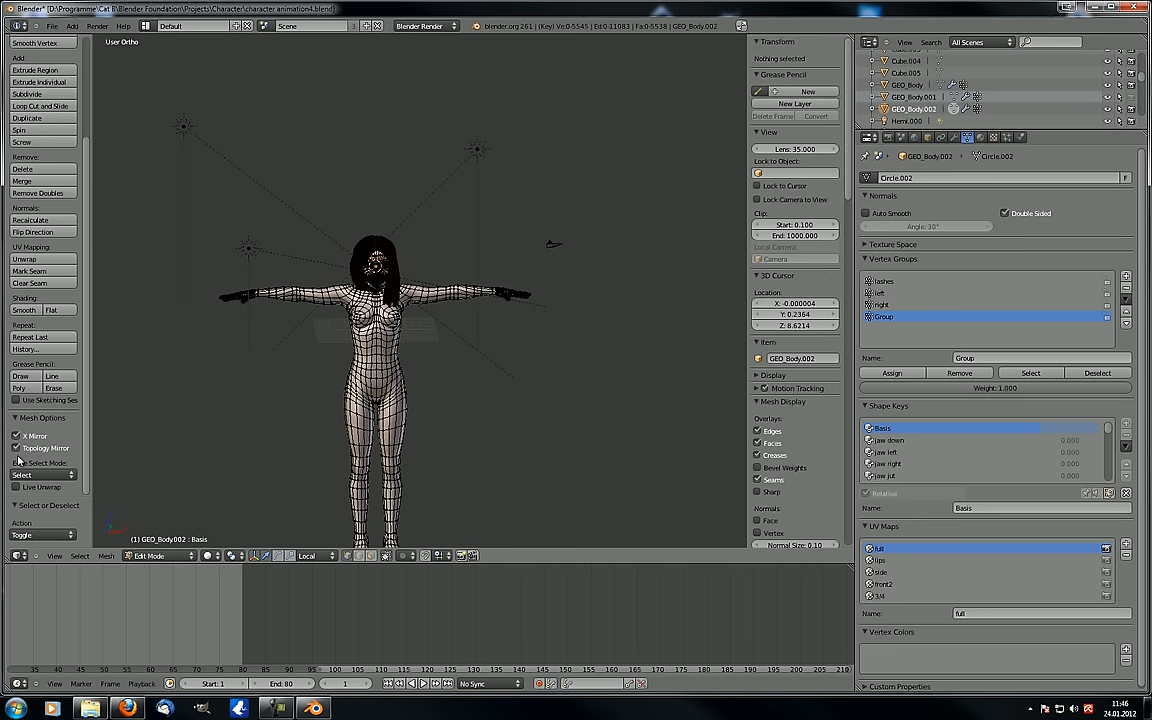 Blender* [D:\Programme\Cat B\Blender Foundation\Projects\Character\character animation4.blend]
File Add Render Help Default Scene 3 F Blender Render blender.org 261 | (Key) Ve:0-5545 | Ed:0-11083 | Fa:0-5538 | GEO_Body.002
Smooth Vertex
Add:
Extrude Region
Extrude Individual
Subdivide
Loop Cut and Slide
Duplicate
Spin
Screw
Remove:
Delete
Merge
Remove Doubles
Normals:
Recalculate
Flip Direction
UV Mapping:
Unwrap
Mark Seam
Clear Seam
Shading:
Smooth Flat
Repeat:
Repeat Last
History...
Grease Pencil:
Draw Line
Poly Erase
Use Sketching Ses
Mesh Options
X Mirror
Topology Mirror
Select Mode:
Select
Live Unwrap
Select or Deselect
Action
Toggle
User Ortho
(1) GEO_Body.002 : Basis
View Select Mesh Edit Mode Local
Transform
Nothing selected
Grease Pencil
New
New Layer
Delete Frame Convert
View
Lens: 35.000
Lock to Object:
Lock to Cursor
Lock Camera to View
Clip:
Start: 0.100
End: 1000.000
Local Camera
Camera
3D Cursor
Location:
X: -0.000004
Y: 0.2364
Z: 8.6214
Item
GEO_Body.002
Display
Motion Tracking
Mesh Display
Overlays:
Edges
Faces
Creases
Bevel Weights
Seams
Sharp
Normals:
Face
Vertex
Normal Size: 0.10
View Search All Scenes
Cube.004
Cube.005
GEO_Body
GEO_Body.001
GEO_Body.002
Hemi.000
GEO_Body.002 Circle.002
Circle.002 F
Normals
Auto Smooth Double Sided
Angle: 30°
Texture Space
Vertex Groups
lashes
left
right
Group
Name: Group
Assign Remove Select Deselect
Weight: 1.000
Shape Keys
Basis
jaw down 0.000
jaw left 0.000
jaw right 0.000
jaw jut 0.000
Relative
Name: Basis
UV Maps
full
lips
side
front2
3/4
Name: full
Vertex Colors
Custom Properties
35 40 45 50 55 60 65 70 75 80 85 90 95 100 105 110 115 120 125 130 135 140 145 150 155 160 165 170 175 180 185 190 195 200 205 210
View Marker Frame Playback Start: 1 End: 80 1 No Sync
11:46
24.01.2012